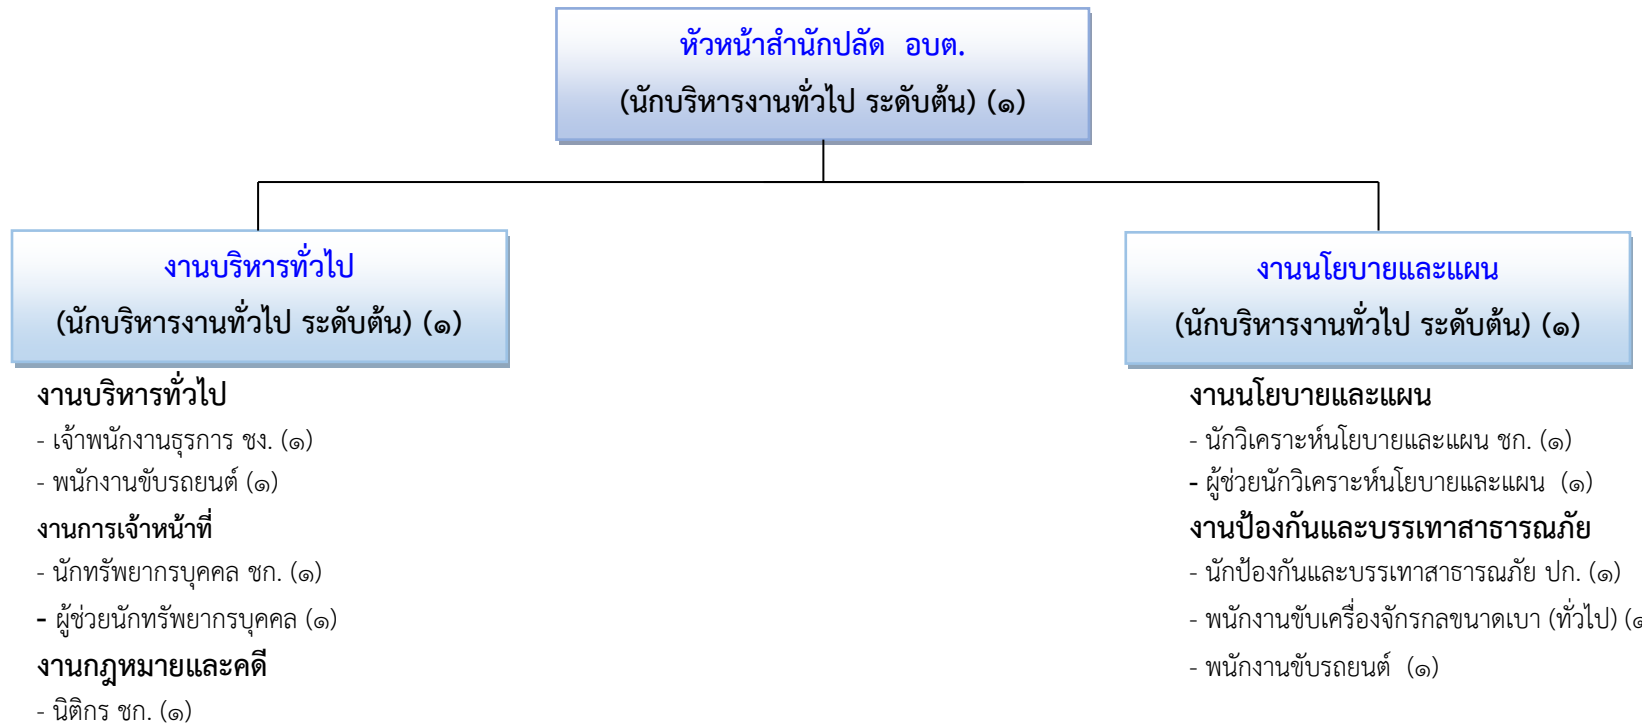 หัวหน้าสำนักปลัด อบต.
(นักบริหารงานทั่วไป ระดับต้น) (๑)
งานบริหารทั่วไป
(นักบริหารงานทั่วไป ระดับต้น) (๑)
งานบริหารทั่วไป
- เจ้าพนักงานธุรการ ชง. (๑)
- พนักงานขับรถยนต์ (๑)
งานการเจ้าหน้าที่
- นักทรัพยากรบุคคล ชก. (๑)
- ผู้ช่วยนักทรัพยากรบุคคล (๑)
งานกฎหมายและคดี
- นิติกร ชก. (๑)
งานนโยบายและแผน
(นักบริหารงานทั่วไป ระดับต้น) (๑)
งานนโยบายและแผน
- นักวิเคราะห์นโยบายและแผน ชก. (๑)
- ผู้ช่วยนักวิเคราะห์นโยบายและแผน (๑)
งานป้องกันและบรรเทาสาธารณภัย
- นักป้องกันและบรรเทาสาธารณภัย ปก. (๑)
- พนักงานขับเครื่องจักรกลขนาดเบา (ทั่วไป)
- พนักงานขับรถยนต์ (๑)